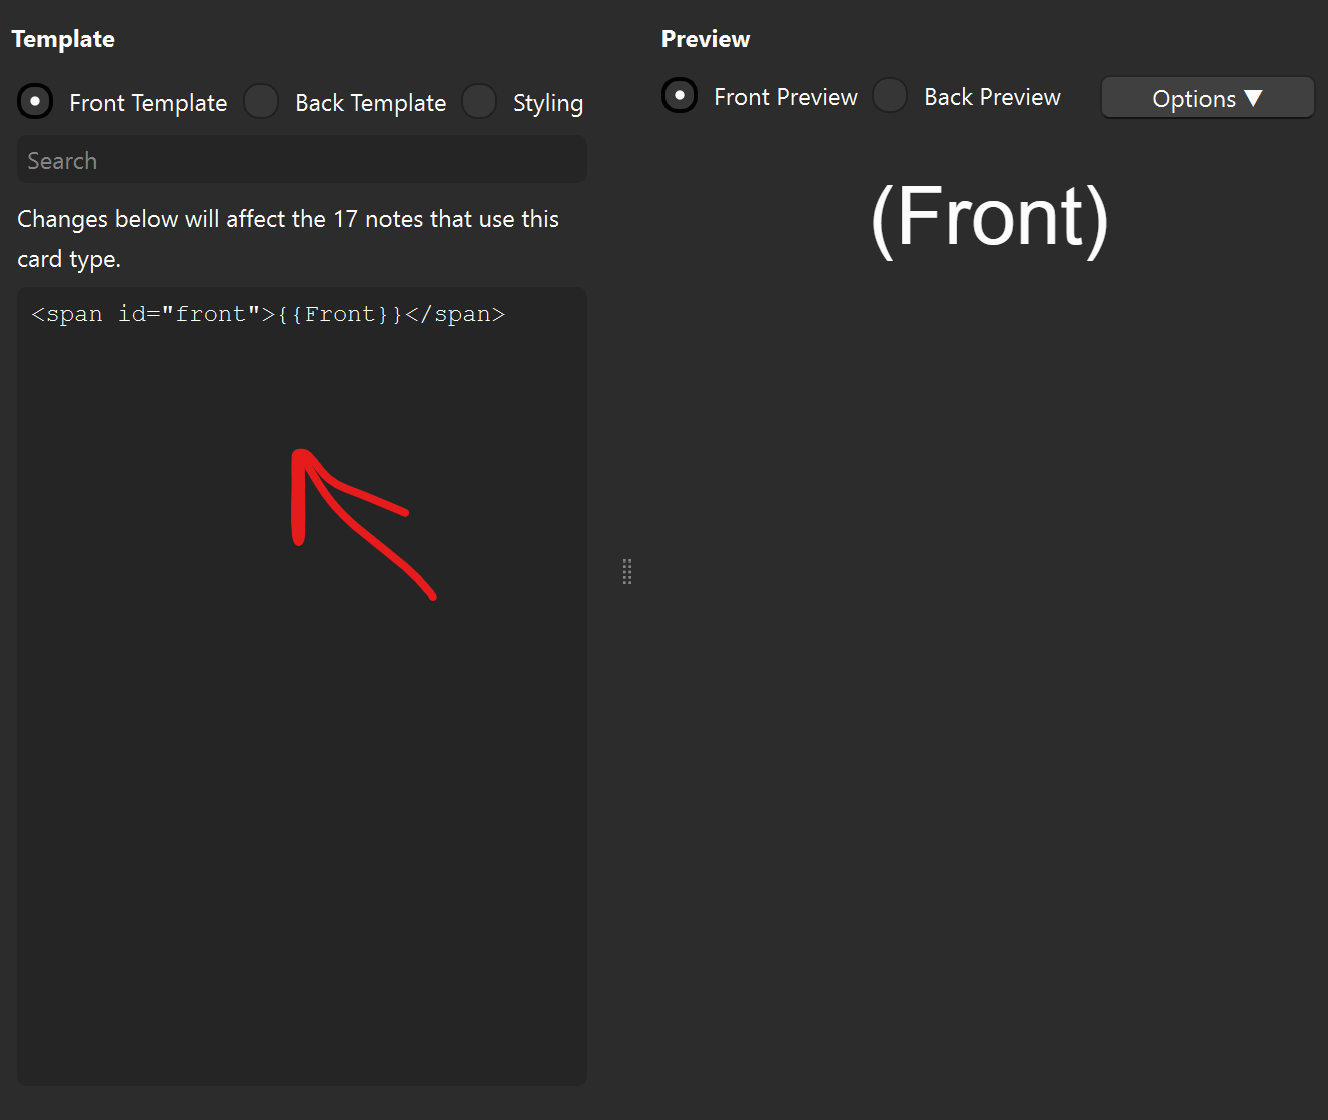 Template
Front Template Back Template Styling
Search
Changes below will affect the 17 notes that use this
card type.
<span id="front">{{Front}}</span>
Preview
Front Preview Back Preview Options ▼
(Front)